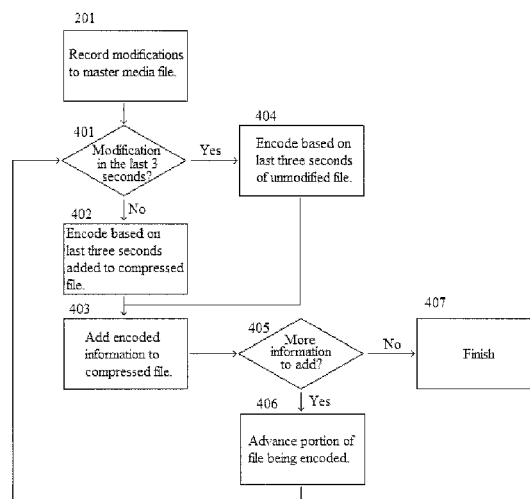 201
Record modifications
to master media file.
401
Modification
in the last 3
seconds?
Yes
404
Encode based on
last three seconds
of unmodified file.
No
402
Encode based on
last three seconds
added to compressed
file.
403
Add encoded
information to
compressed file.
405
More
information
to add?
No
407
Finish
Yes
406
Advance portion of
file being encoded.